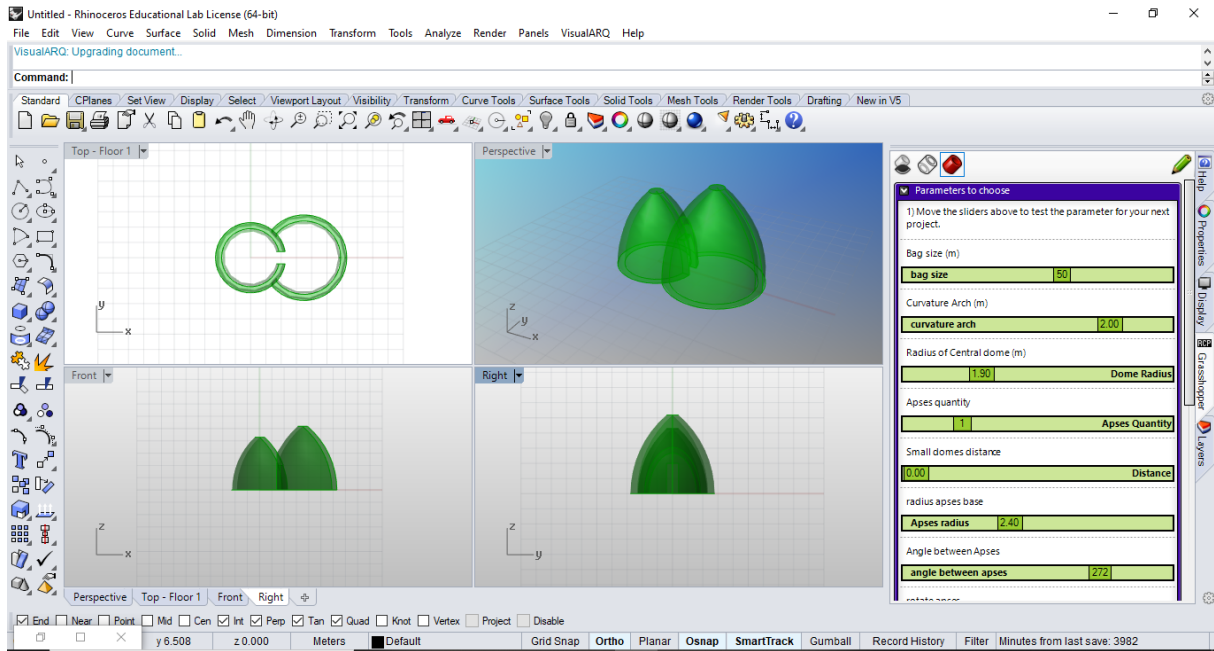 Untitled - Rhinoceros Educational Lab License (64-bit)
File Edit View Curve Surface Solid Mesh Dimension Transform Tools Analyze Render Panels VisualARQ Help
VisualARQ: Upgrading document...
Command:
Standard CPlanes Set View Display Select Viewport Layout Visibility Transform Curve Tools Surface Tools Solid Tools Mesh Tools Render Tools Drafting New in V5
Top - Floor 1
y
x
Perspective
z
y
x
Front
z
x
Right
z
y
Parameters to choose
1) Move the sliders above to test the parameter for your next
project.
Bag size (m)
bag size 50
Curvature Arch (m)
curvature arch 2.00
Radius of Central dome (m)
1.90 Dome Radius
Apses quantity
1 Apses Quantity
Small domes distance
0.00 Distance
radius apses base
Apses radius 2.40
Angle between Apses
angle between apses 272
rotate apses
Help
Properties
Display
RCP
Grasshopper
Layers
Perspective Top - Floor 1 Front Right
End Near Point Mid Cen Int Perp Tan Quad Knot Vertex Project Disable
y 6.508 z 0.000 Meters Default Grid Snap Ortho Planar Osnap SmartTrack Gumball Record History Filter Minutes from last save: 3982